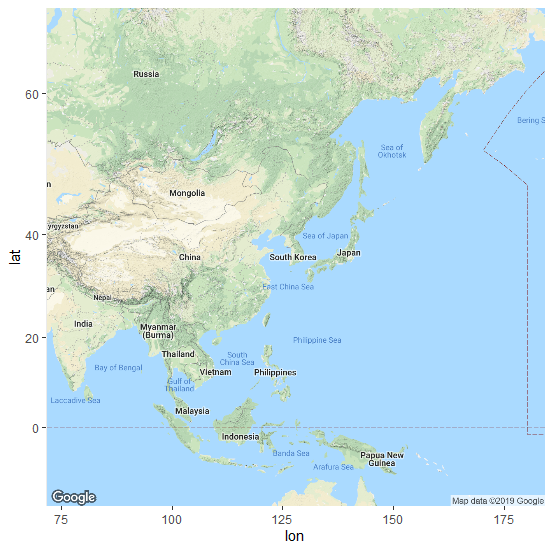 Russia
60
Bering S
Sea of
Okhotsk
Mongolia
n
yrgyzstan
40
Sea of Japan
China
South Korea
Japan
an
Nepal
East China Sea
lat
India
Myanmar
(Burma)
20
Philippine Sea
Thailand
South
China Sea
Bay of Bengal
Vietnam
Philippines
Gulf of
Thailand
Laccadive Sea
Malaysia
0
Indonesia
Banda Sea
Papua New
Guinea
Arafura Sea
Google
Map data ©2019 Google
75
100
125
150
175
lon